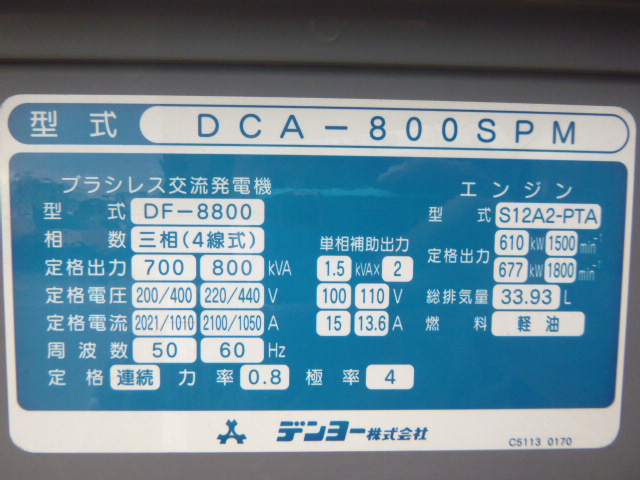 型式 DCA-800SPM
ブラシレス交流発電機
型式 DF-8800
相数 三相(4線式)
定格出力 700 800 kVA
定格電圧 200/400 220/440 V
定格電流 2021/1010 2100/1050 A
周波数 50 60 Hz
定格 連続 力率 0.8 極率 4
単相補助出力
1.5 kVA× 2
100 110 V
15 13.6 A
エンジン
型式 S12A2-PTA
定格出力 610 kW 1500 min⁻¹
677 kW 1800 min⁻¹
総排気量 33.93 L
燃料 軽油
デンヨー株式会社
C5113 0170